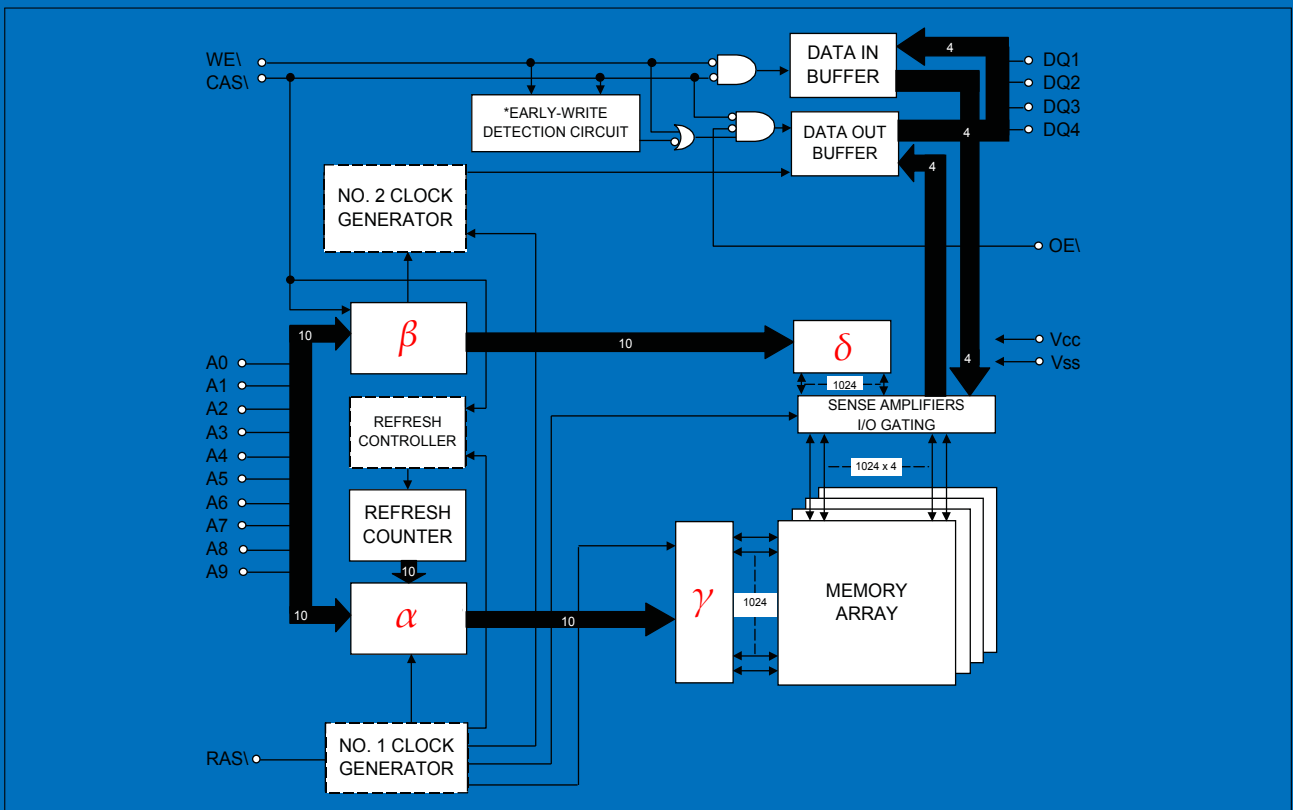 WE\
CAS\
*EARLY-WRITE
DETECTION CIRCUIT
DATA IN
BUFFER
4
DQ1
DQ2
DQ3
DQ4
DATA OUT
BUFFER
4
4
NO. 2 CLOCK
GENERATOR
OE\
10
β
10
δ
4
Vcc
Vss
1024
A0
A1
A2
A3
A4
A5
A6
A7
A8
A9
REFRESH
CONTROLLER
SENSE AMPLIFIERS
I/O GATING
1024 x 4
REFRESH
COUNTER
10
10
α
10
γ
1024
MEMORY
ARRAY
RAS\
NO. 1 CLOCK
GENERATOR